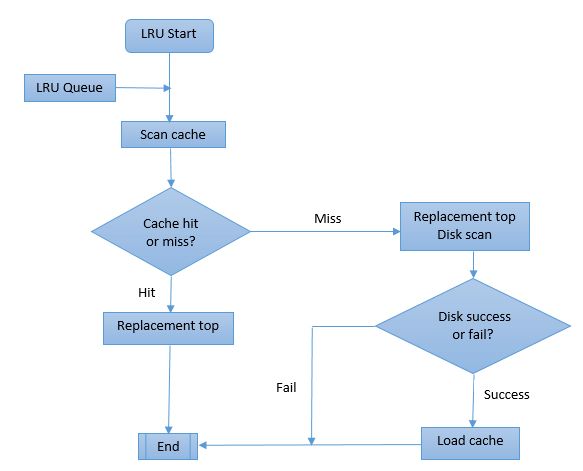 LRU Start
LRU Queue
Scan cache
Cache hit
or miss?
Miss
Replacement top
Disk scan
Hit
Replacement top
Disk success
or fail?
Fail
Success
End
Load cache